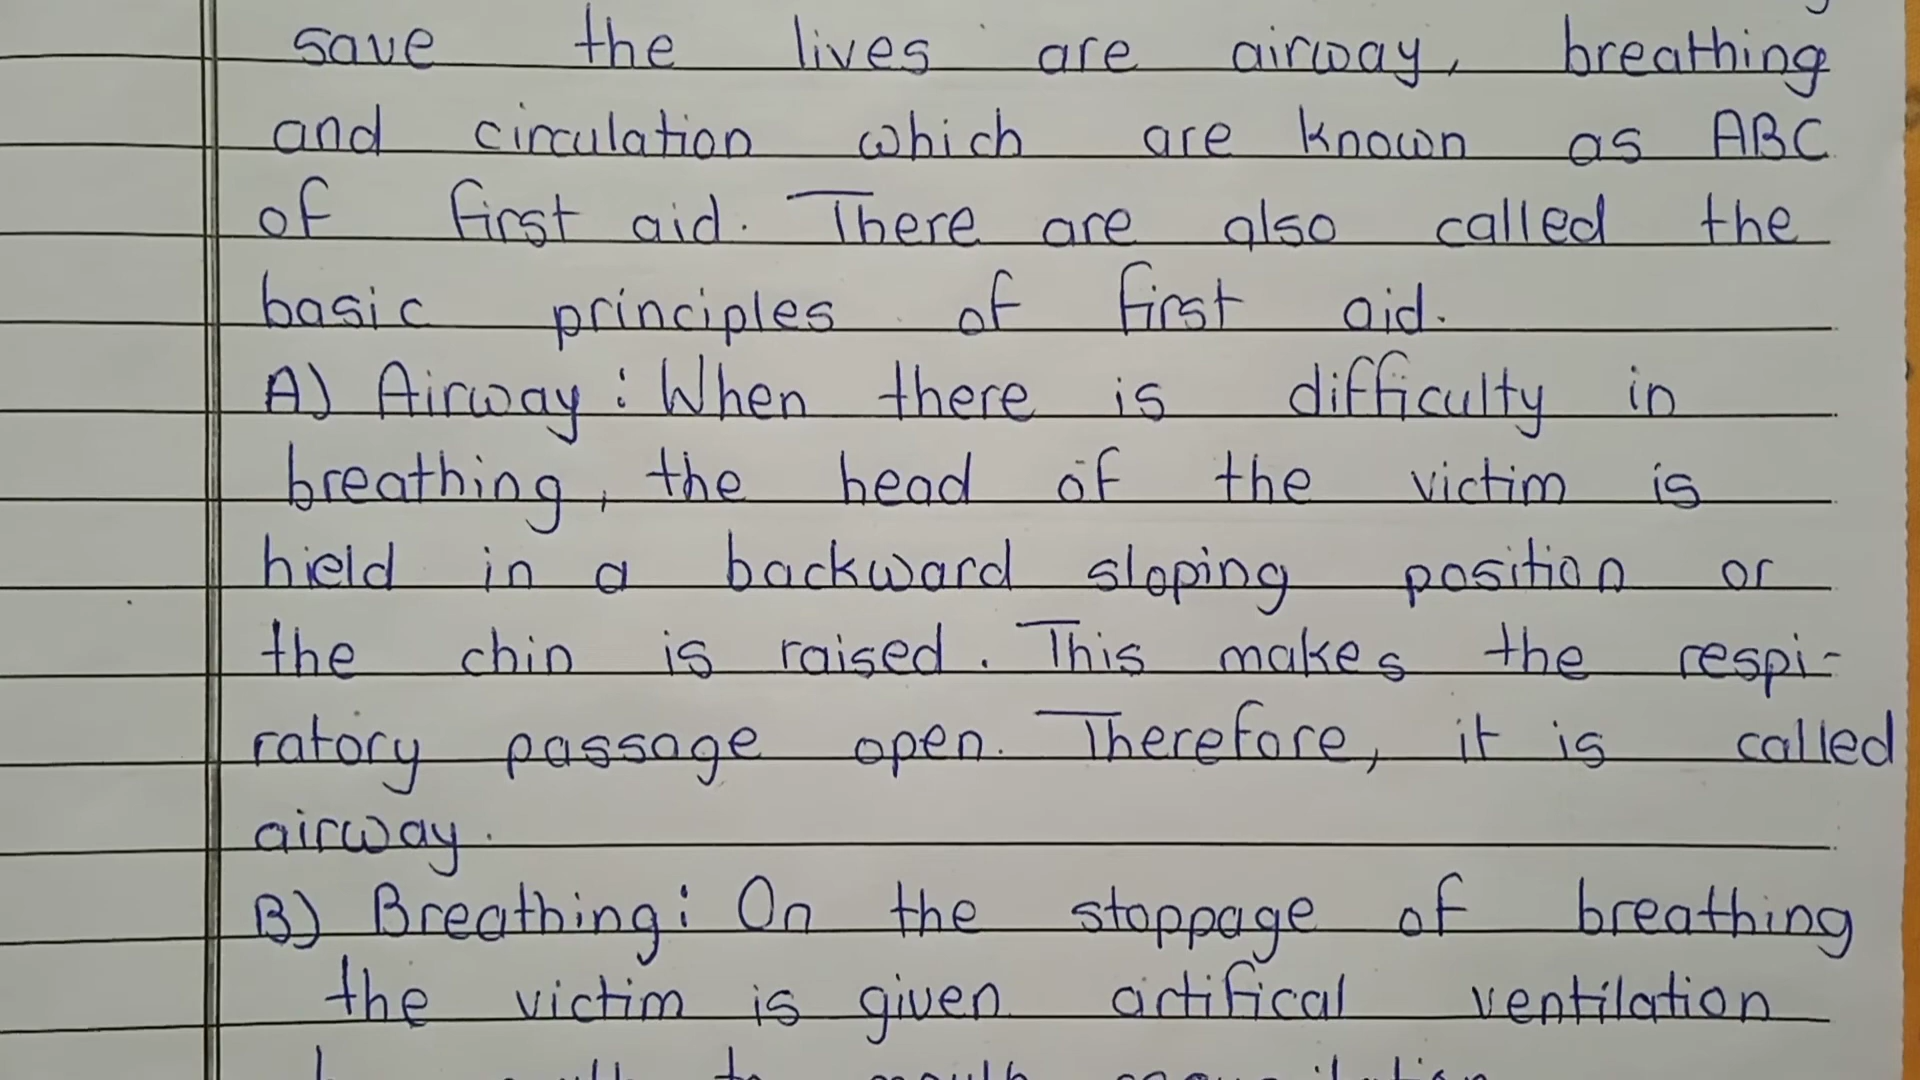 save the lives are airway, breathing
and circulation which are known as ABC
of first aid. There are also called the
basic principles of first aid.
A) Airway: When there is difficulty in
breathing, the head of the victim is
hield in a backward sloping position or
the chin is raised. This makes the respi-
ratory passage open. Therefore, it is called
airway.
B) Breathing: On the stoppage of breathing
the victim is given artifical ventilation